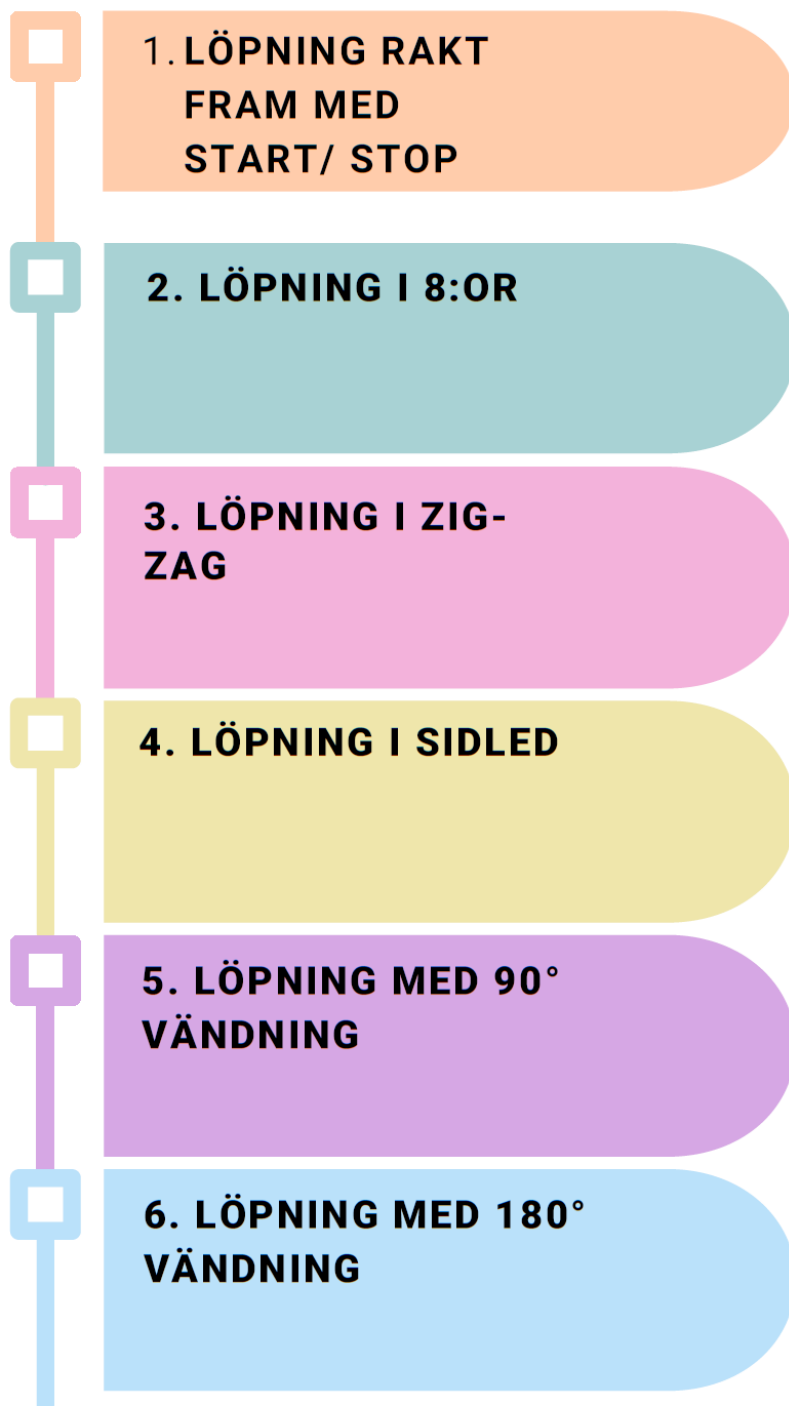 1. LÖPNING RAKT
FRAM MED
START/ STOP
2. LÖPNING I 8:OR
3. LÖPNING I ZIG-
ZAG
4. LÖPNING I SIDLED
5. LÖPNING MED 90°
VÄNDNING
6. LÖPNING MED 180°
VÄNDNING